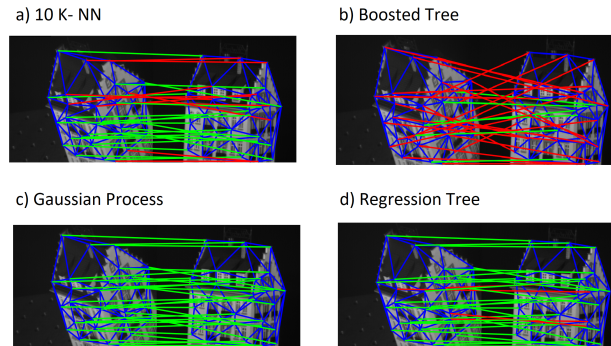 a) 10 K- NN
b) Boosted Tree
c) Gaussian Process
d) Regression Tree